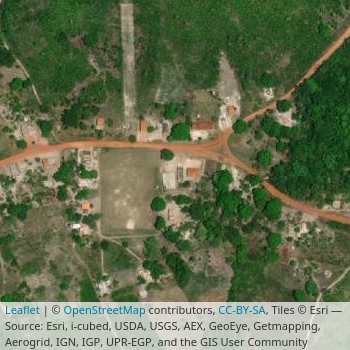 Leaflet | © OpenStreetMap contributors, CC-BY-SA, Tiles © Esri —
Source: Esri, i-cubed, USDA, USGS, AEX, GeoEye, Getmapping,
Aerogrid, IGN, IGP, UPR-EGP, and the GIS User Community